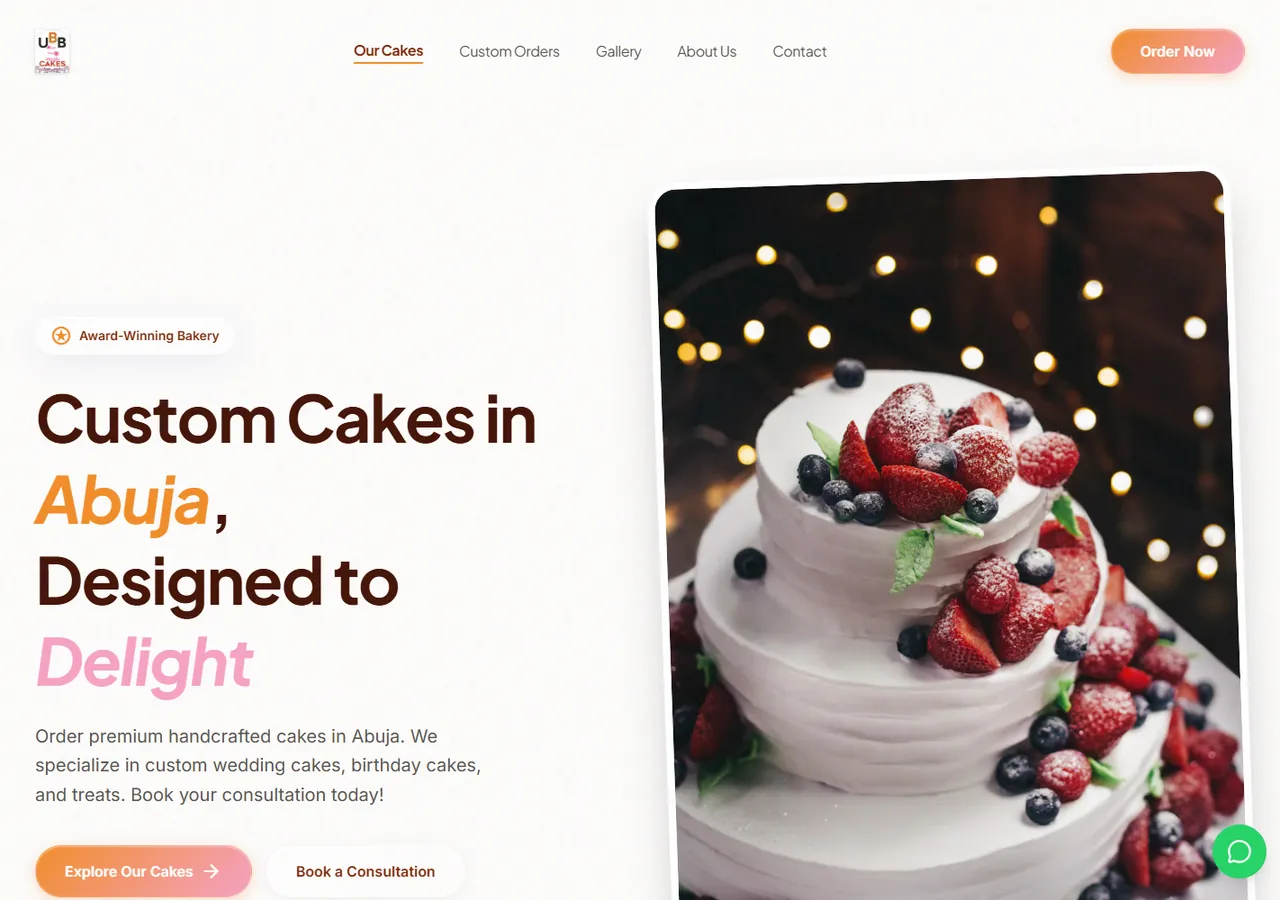 UBB
CAKES
Our Cakes
Custom Orders
Gallery
About Us
Contact
Order Now
Award-Winning Bakery
Custom Cakes in
Abuja,
Designed to
Delight
Order premium handcrafted cakes in Abuja. We
specialize in custom wedding cakes, birthday cakes,
and treats. Book your consultation today!
Explore Our Cakes
Book a Consultation